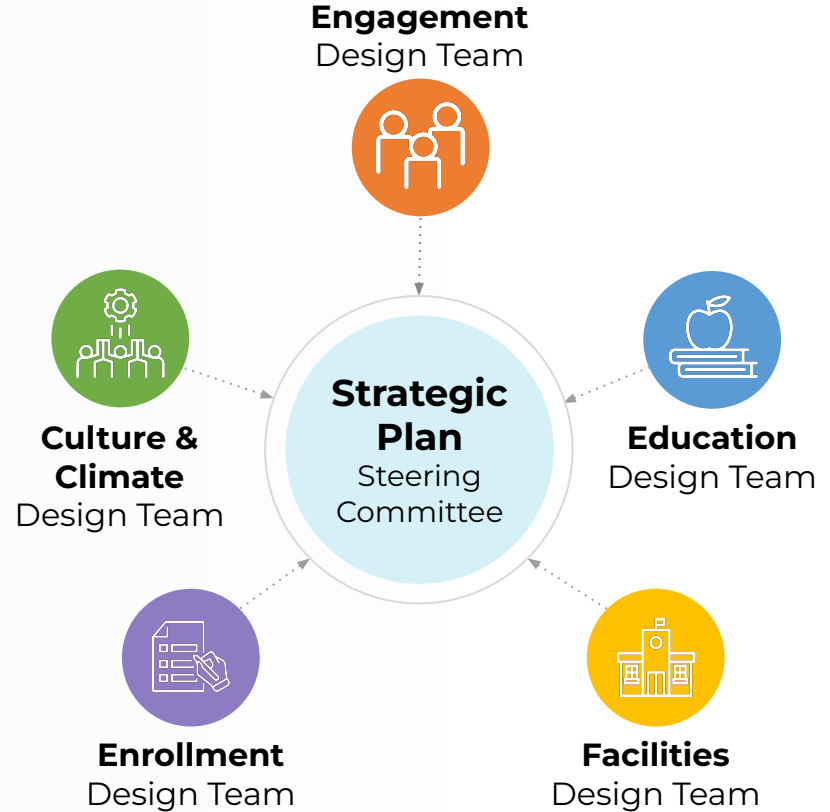 Engagement
Design Team
Culture &
Climate
Design Team
Strategic
Plan
Steering
Committee
Education
Design Team
Enrollment
Design Team
Facilities
Design Team